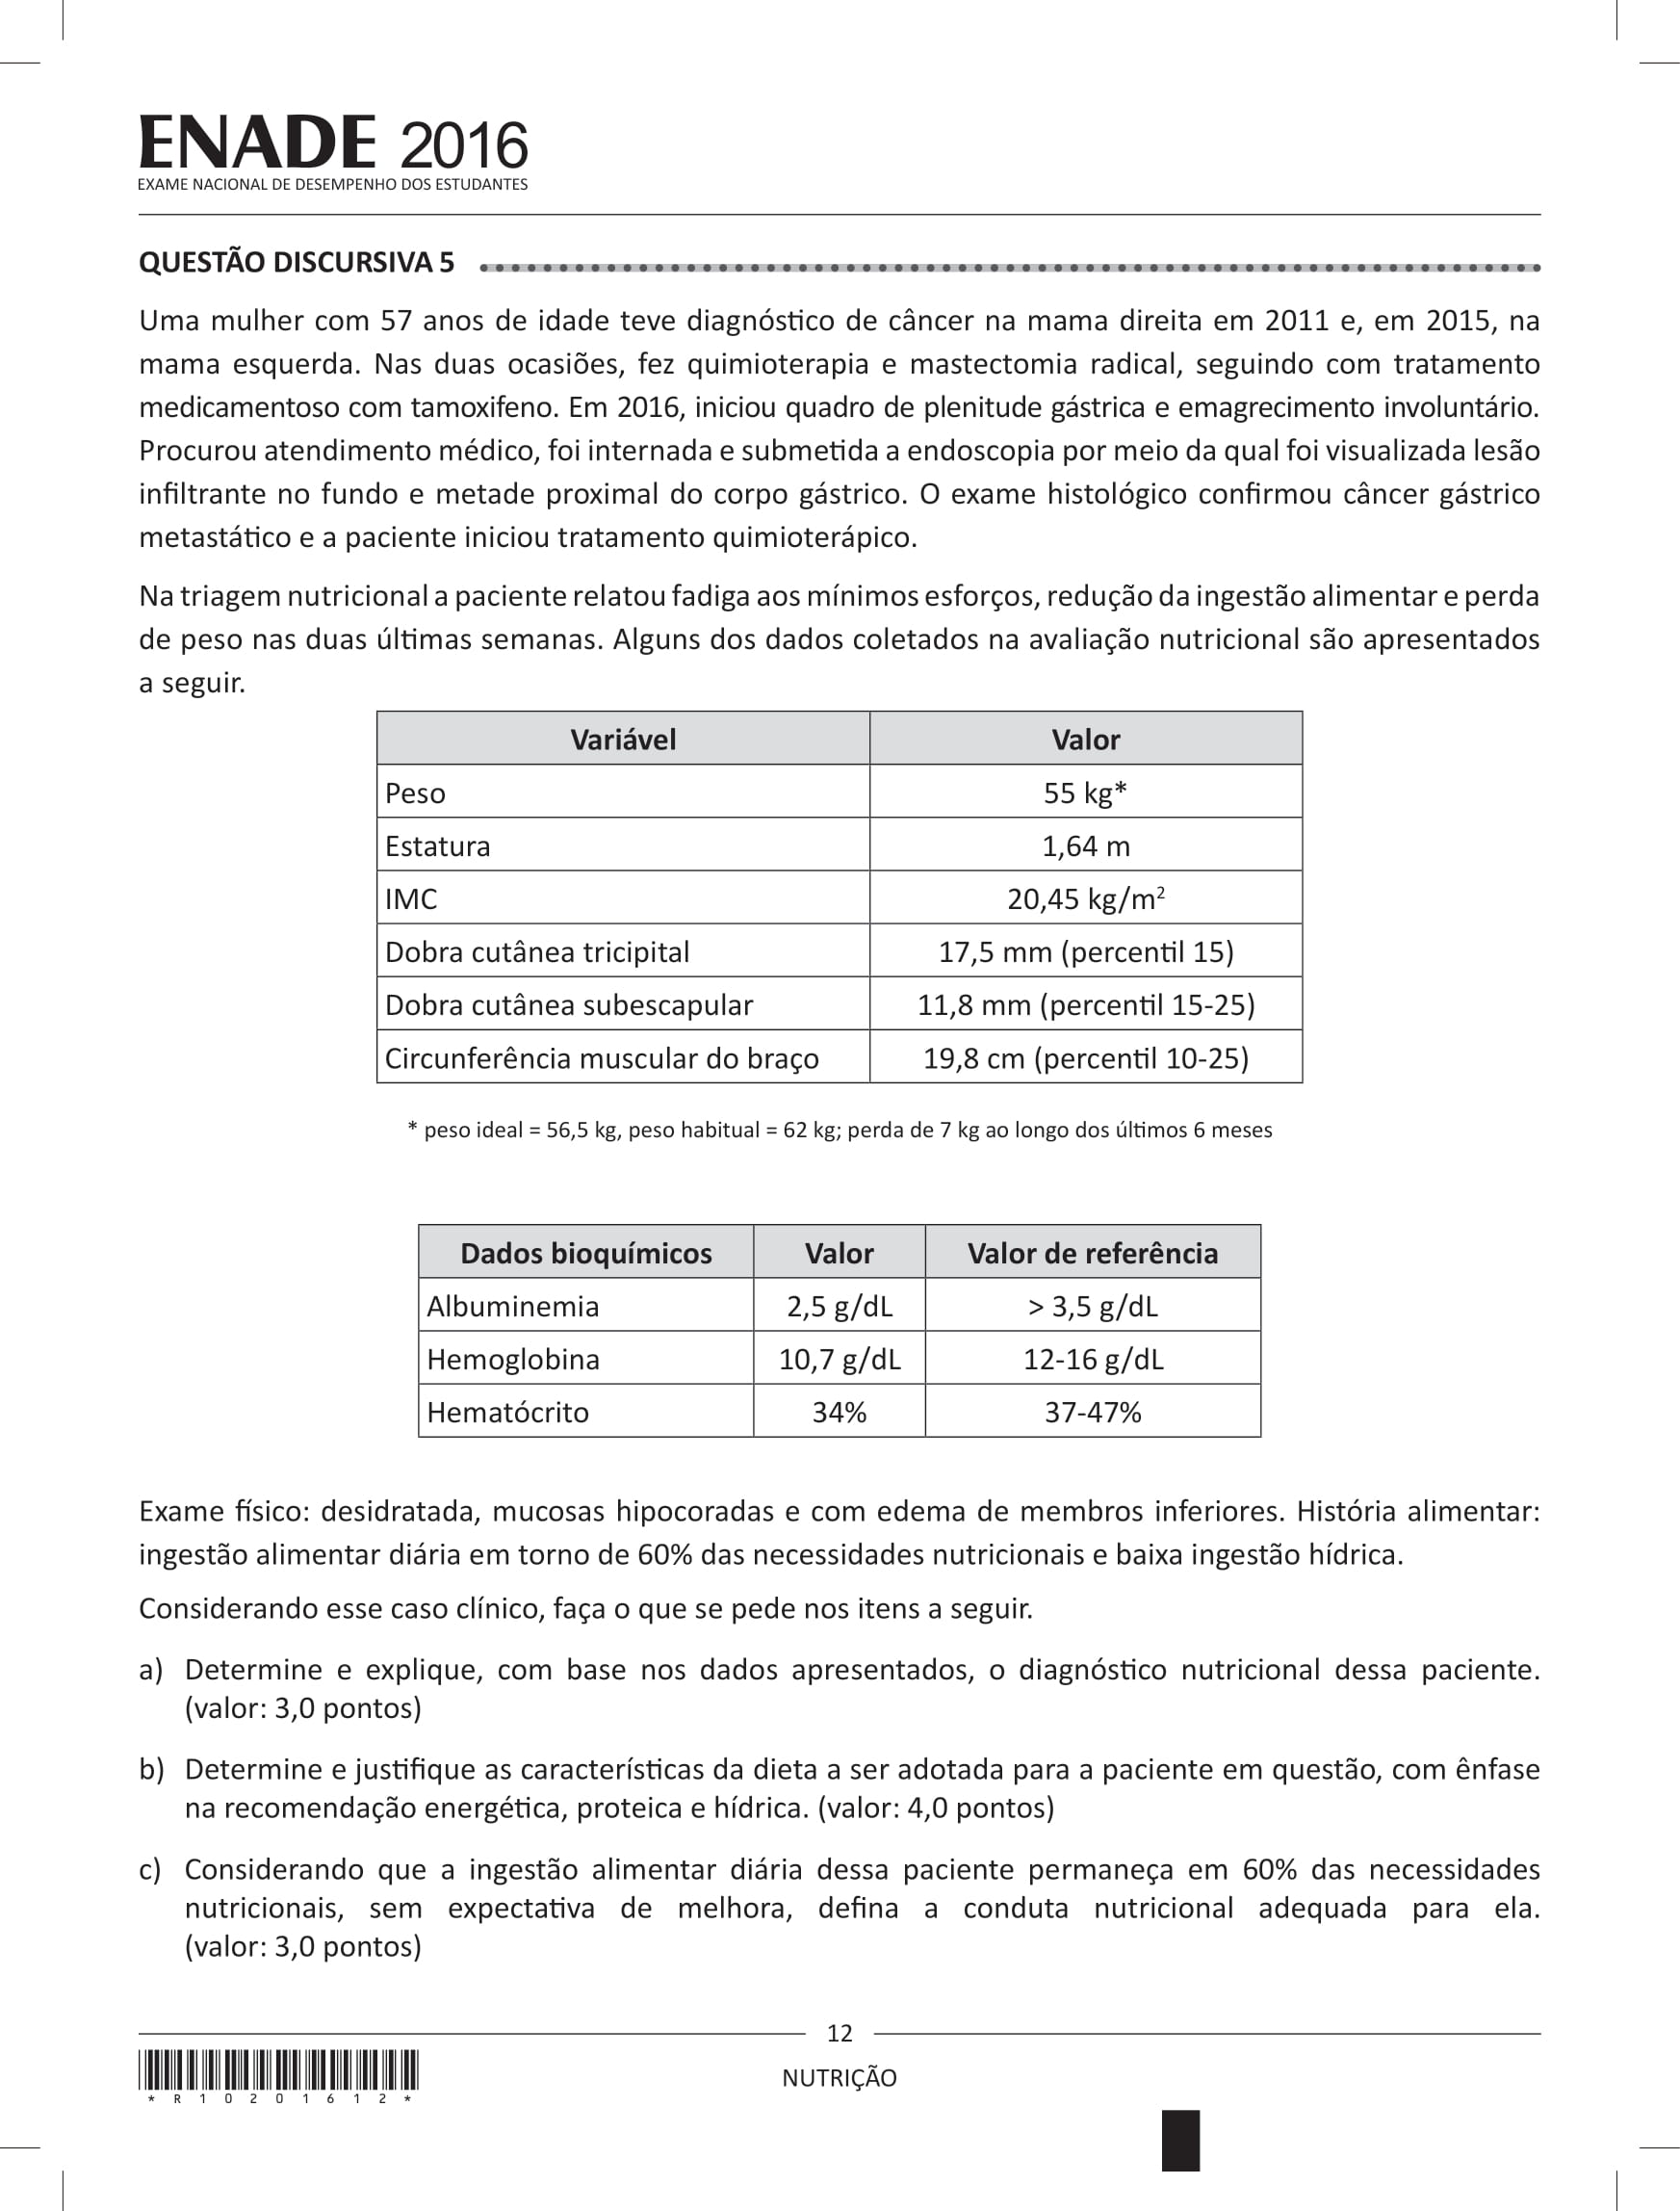 ENADE 2016
EXAME NACIONAL DE DESEMPENHO DOS ESTUDANTES
QUESTÃO DISCURSIVA 5
Uma mulher com 57 anos de idade teve diagnóstico de câncer na mama direita em 2011 e, em 2015, na
mama esquerda. Nas duas ocasiões, fez quimioterapia e mastectomia radical, seguindo com tratamento
medicamentoso com tamoxifeno. Em 2016, iniciou quadro de plenitude gástrica e emagrecimento involuntário.
Procurou atendimento médico, foi internada e submetida a endoscopia por meio da qual foi visualizada lesão
infiltrante no fundo e metade proximal do corpo gástrico. O exame histológico confirmou câncer gástrico
metastático e a paciente iniciou tratamento quimioterápico.
Na triagem nutricional a paciente relatou fadiga aos mínimos esforços, redução da ingestão alimentar e perda
de peso nas duas últimas semanas. Alguns dos dados coletados na avaliação nutricional são apresentados
a seguir.
Variável Valor
Peso 55 kg*
Estatura 1,64 m
IMC 20,45 kg/m²
Dobra cutânea tricipital 17,5 mm (percentil 15)
Dobra cutânea subescapular 11,8 mm (percentil 15-25)
Circunferência muscular do braço 19,8 cm (percentil 10-25)
* peso ideal = 56,5 kg, peso habitual = 62 kg; perda de 7 kg ao longo dos últimos 6 meses
Dados bioquímicos Valor Valor de referência
Albuminemia 2,5 g/dL > 3,5 g/dL
Hemoglobina 10,7 g/dL 12-16 g/dL
Hematócrito 34% 37-47%
Exame físico: desidratada, mucosas hipocoradas e com edema de membros inferiores. História alimentar:
ingestão alimentar diária em torno de 60% das necessidades nutricionais e baixa ingestão hídrica.
Considerando esse caso clínico, faça o que se pede nos itens a seguir.
a) Determine e explique, com base nos dados apresentados, o diagnóstico nutricional dessa paciente.
(valor: 3,0 pontos)
b) Determine e justifique as características da dieta a ser adotada para a paciente em questão, com ênfase
na recomendação energética, proteica e hídrica. (valor: 4,0 pontos)
c) Considerando que a ingestão alimentar diária dessa paciente permaneça em 60% das necessidades
nutricionais, sem expectativa de melhora, defina a conduta nutricional adequada para ela.
(valor: 3,0 pontos)
12
NUTRIÇÃO
* R 1 0 2 0 1 6 1 2 *